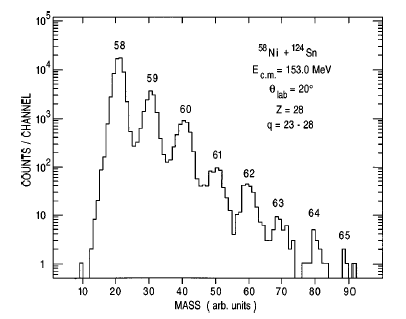 10^5
10^4
10^3
10^2
10
1
COUNTS / CHANNEL
58
59
60
61
62
63
64
65
^58Ni + ^124Sn
E_c.m. = 153.0 MeV
Θ_lab = 20°
Z = 28
q = 23 - 28
10 20 30 40 50 60 70 80 90
MASS ( arb. units )